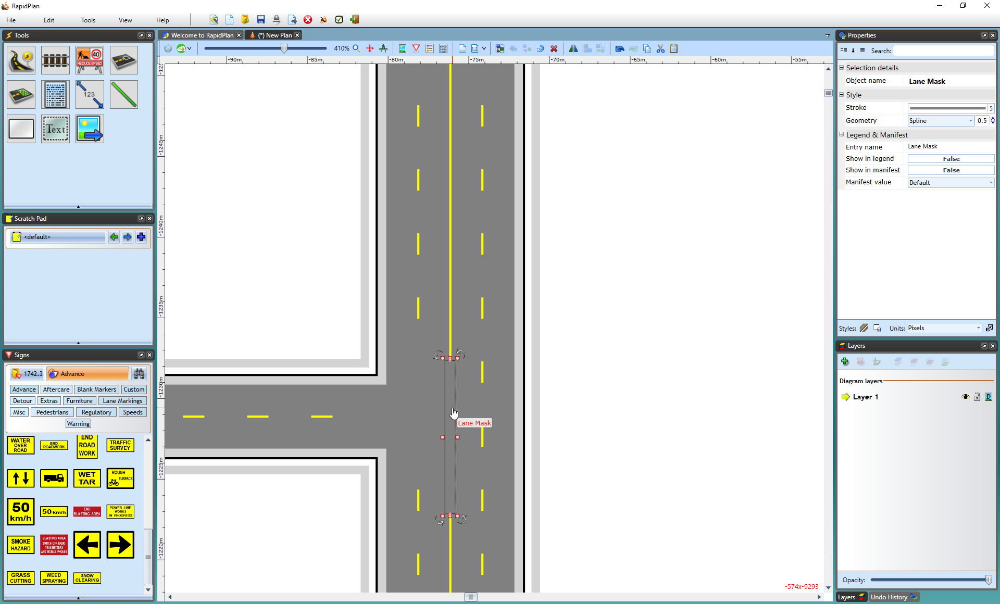 RapidPlan
File Edit Tools View Help
Tools
Welcome to RapidPlan (*) New Plan
Properties
410%
Search:
-90m -85m -80m -75m -70m -65m -60m -55m
Selection details
Object name Lane Mask
Style
Stroke 5
Geometry Spline 0.5
Legend & Manifest
Entry name Lane Mask
Show in legend False
Show in manifest False
Manifest value Default
REDUCE SPEED
40
123
Text
-1245m
-1240m
-1235m
-1230m
-1225m
-1220m
Scratch Pad
<default>
Signs
1742.3 Advance
Advance Aftercare Blank Markers Custom
Detour Extras Furniture Lane Markings
Misc Pedestrians Regulatory Speeds
Warning
WATER
OVER
ROAD
END
ROADWORK
END
ROAD
WORK
TRAFFIC
SURVEY
WET
TAR
ROUGH
SURFACE
50
km/h
50 km/h
END
BLASTING AREA
POWER LINE
WORKS
IN PROGRESS
SMOKE
HAZARD
BLASTING AREA
SWITCH OFF RADIO
TRANSMITTERS
AND MOBILE PHONES
GRASS
CUTTING
WEED
SPRAYING
SNOW
CLEARING
Lane Mask
-574x-9293
Styles: Units: Pixels
Layers
Diagram layers
Layer 1
D
Opacity:
Layers Undo History